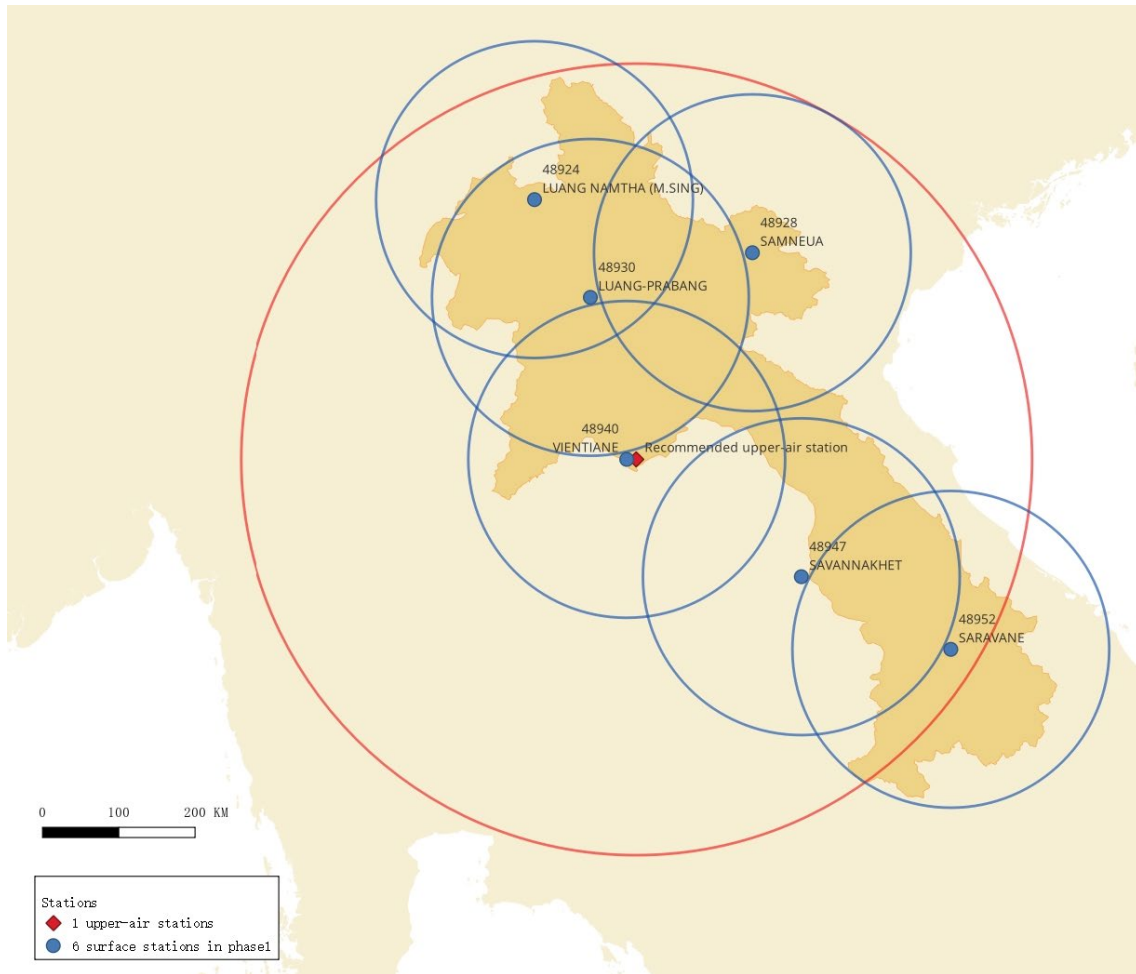 48924
LUANG NAMTHA (M.SING)
48928
SAMNEUA
48930
LUANG-PRABANG
48940
VIENTIANE
Recommended upper-air station
48947
SAVANNAKHET
48952
SARAVANE
0 100 200 KM
Stations
1 upper-air stations
6 surface stations in phase1